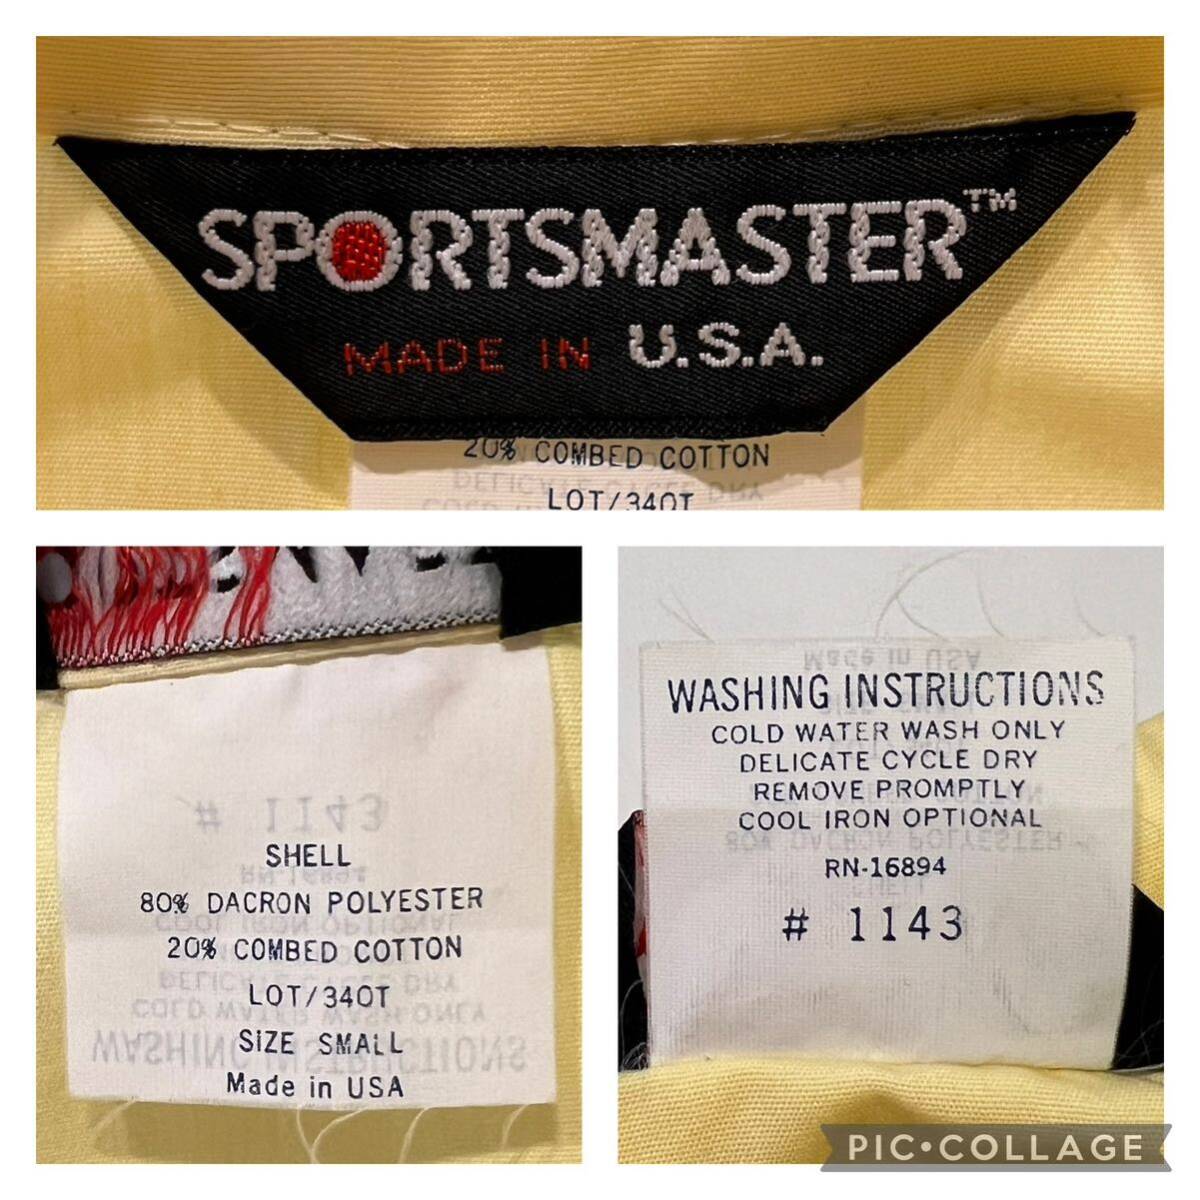 SPORTSMASTER™
MADE IN U.S.A.
20% COMBED COTTON
LOT/340T
SHELL
80% DACRON POLYESTER
20% COMBED COTTON
LOT/340T
SIZE SMALL
Made in USA
WASHING INSTRUCTIONS
COLD WATER WASH ONLY
DELICATE CYCLE DRY
REMOVE PROMPTLY
COOL IRON OPTIONAL
RN-16894
# 1143
PIC•COLLAGE